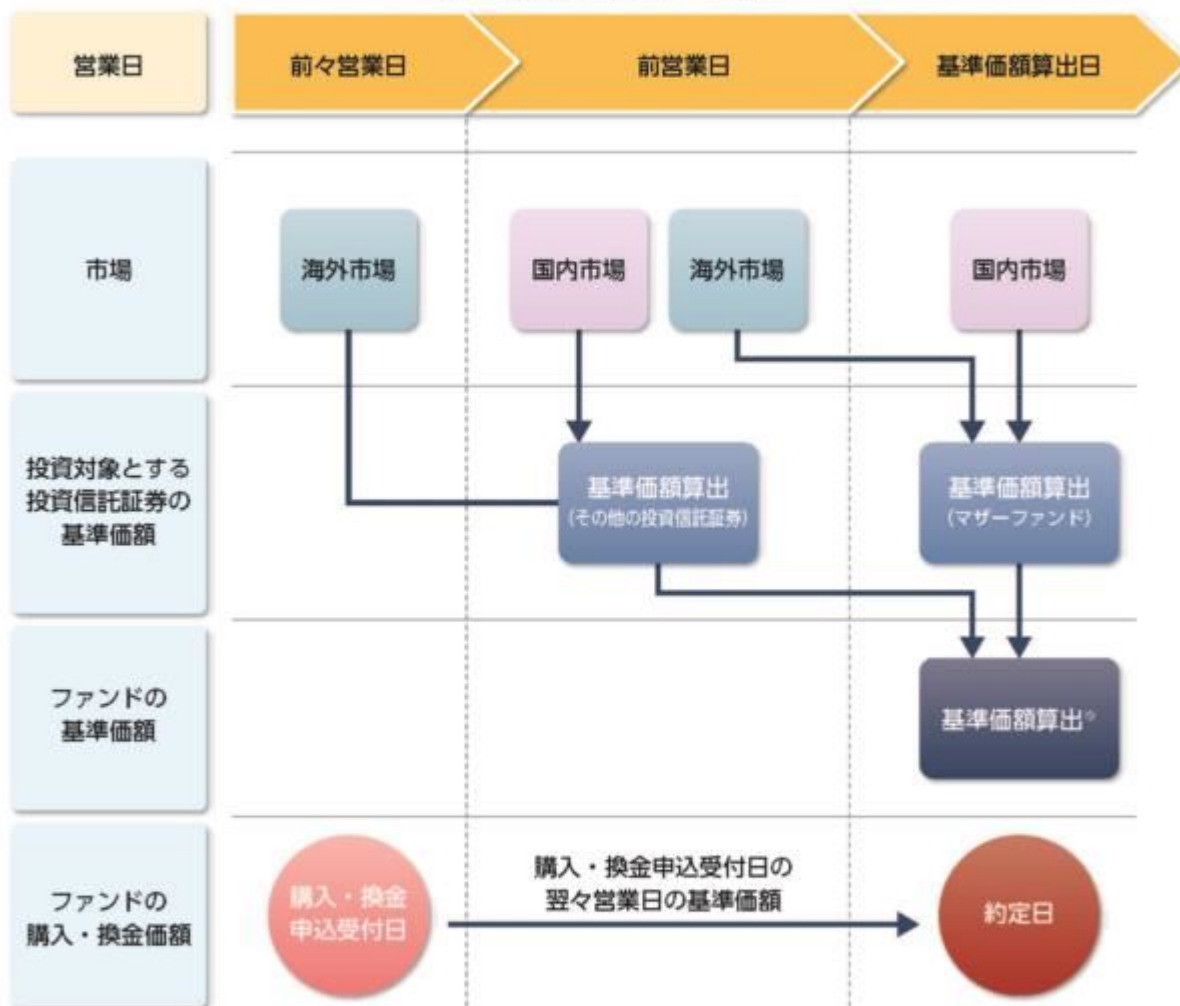 営業日
前々営業日
前営業日
基準価額算出日
市場
海外市場
国内市場
海外市場
国内市場
投資対象とする
投資信託証券の
基準価額
基準価額算出
(その他の投資信託証券)
基準価額算出
(マザーファンド)
ファンドの
基準価額
基準価額算出※
ファンドの
購入・換金価額
購入・換金
申込受付日
購入・換金申込受付日の
翌々営業日の基準価額
約定日